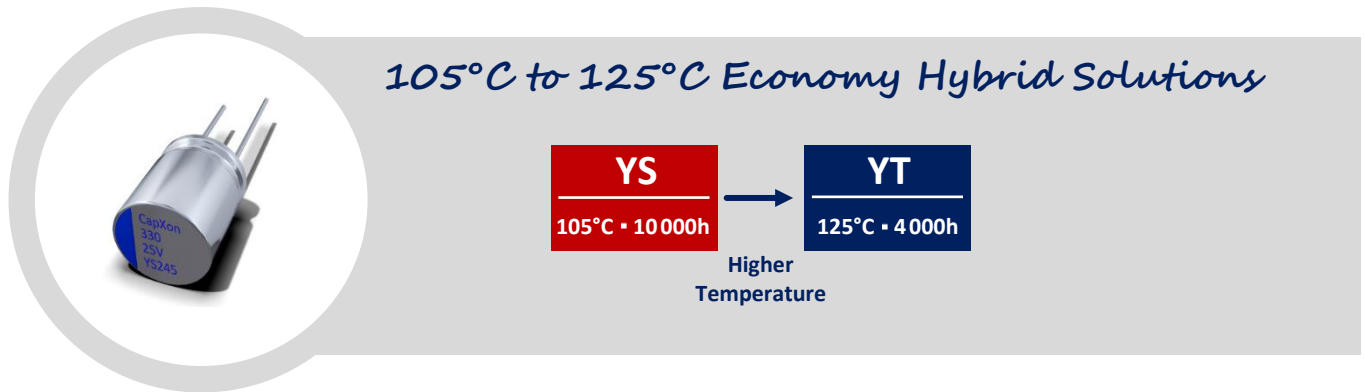 105°C to 125°C Economy Hybrid Solutions
YS
105°C ▪ 10 000h
YT
125°C ▪ 4 000h
Higher
Temperature
CapXon
330
25V
YS245